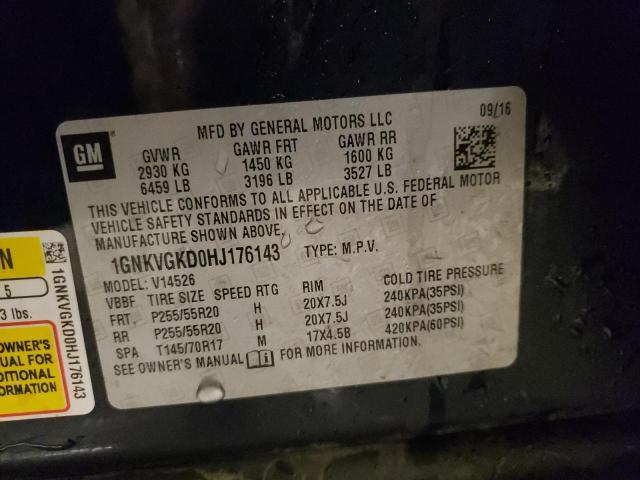 GM
MFD BY GENERAL MOTORS LLC
09/16
GVWR GAWR FRT GAWR RR
2930 KG 1450 KG 1600 KG
6459 LB 3196 LB 3527 LB
THIS VEHICLE CONFORMS TO ALL APPLICABLE U.S. FEDERAL MOTOR
VEHICLE SAFETY STANDARDS IN EFFECT ON THE DATE OF
MANUFACTURE SHOWN ABOVE.
1GNKVGKD0HJ176143 TYPE: M.P.V.
MODEL: V14526
VBBF TIRE SIZE SPEED RTG RIM COLD TIRE PRESSURE
FRT P255/55R20 H 20X7.5J 240KPA(35PSI)
RR P255/55R20 H 20X7.5J 240KPA(35PSI)
SPA T145/70R17 M 17X4.5B 420KPA(60PSI)
SEE OWNER'S MANUAL FOR MORE INFORMATION.
N
5
3 lbs.
OWNER'S
UAL FOR
DITIONAL
ORMATION
1GNKVGKD0HJ176143